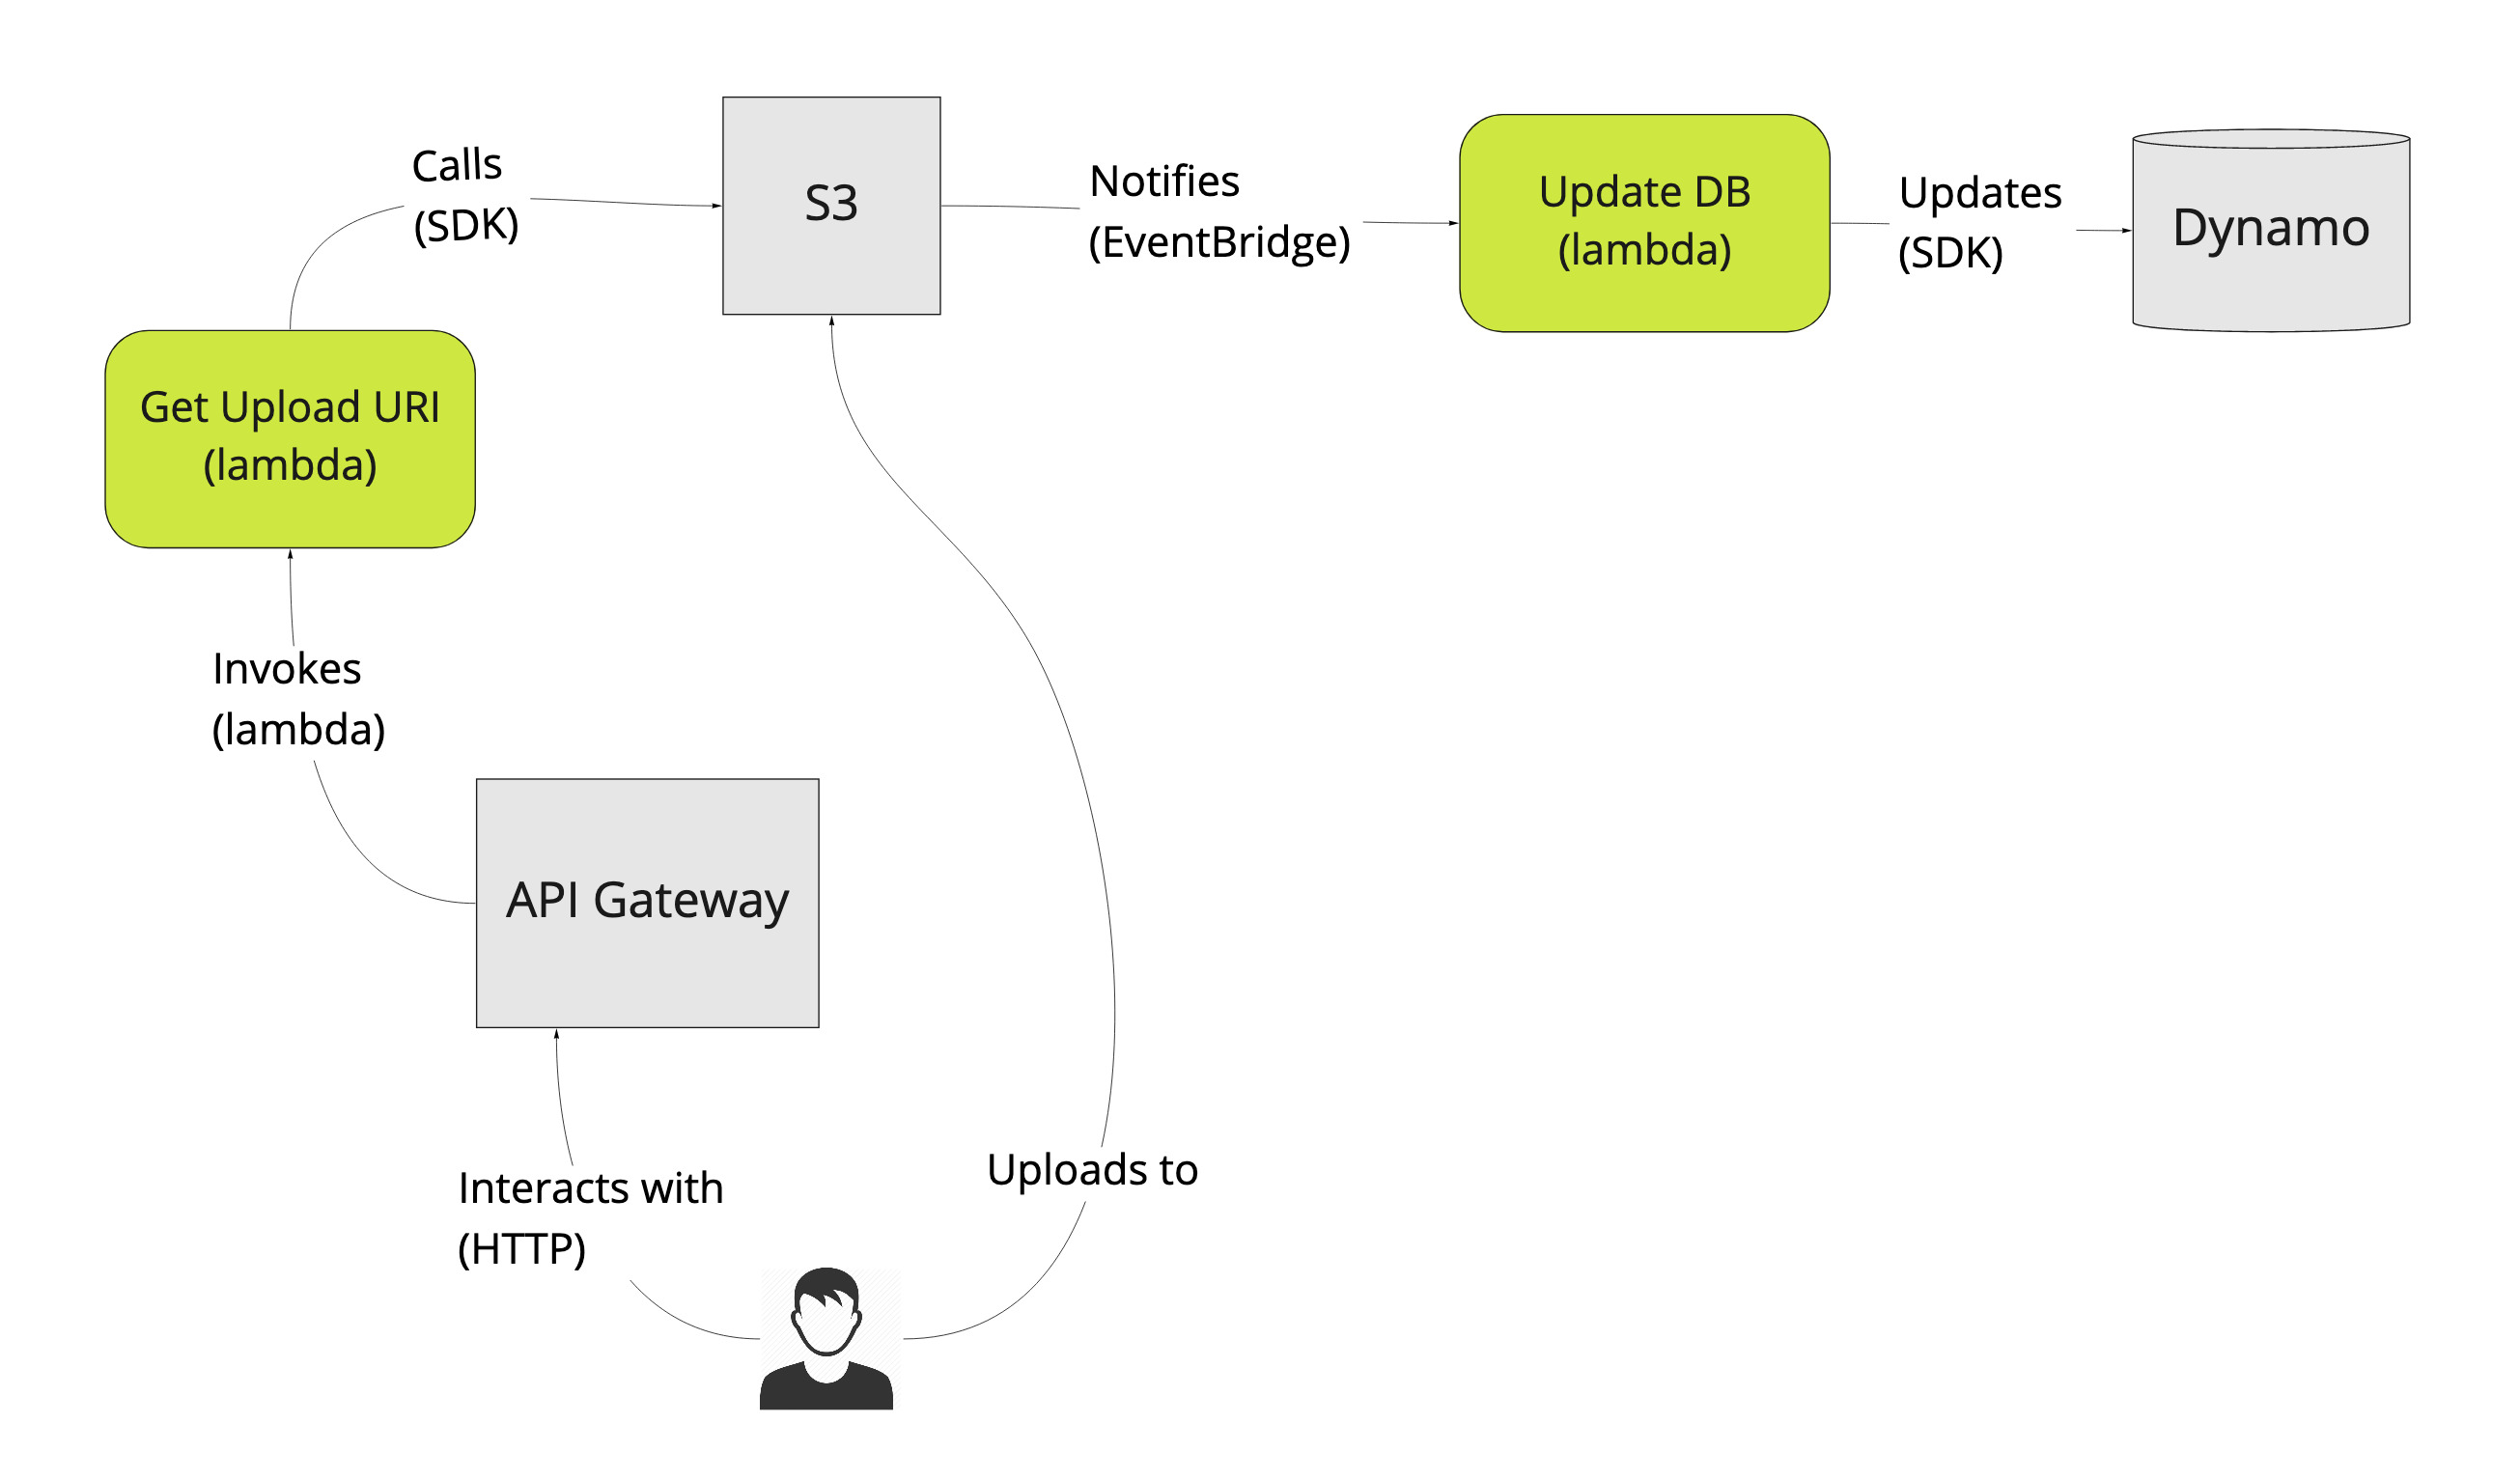 Calls
(SDK)
S3
Notifies
(EventBridge)
Update DB
(lambda)
Updates
(SDK)
Dynamo
Get Upload URI
(lambda)
Invokes
(lambda)
API Gateway
Interacts with
(HTTP)
Uploads to